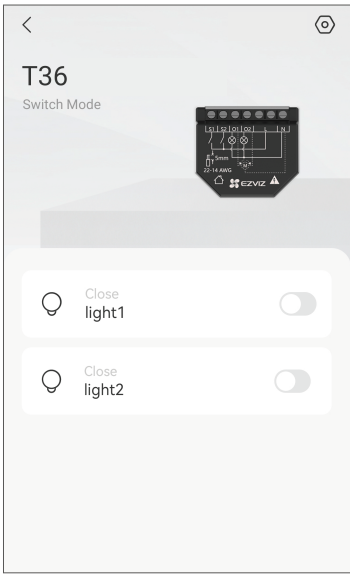 T36
Switch Mode
S1 S2 O1 O2 L N
5mm
22-14 AWG
EZVIZ
Close
light1
Close
light2